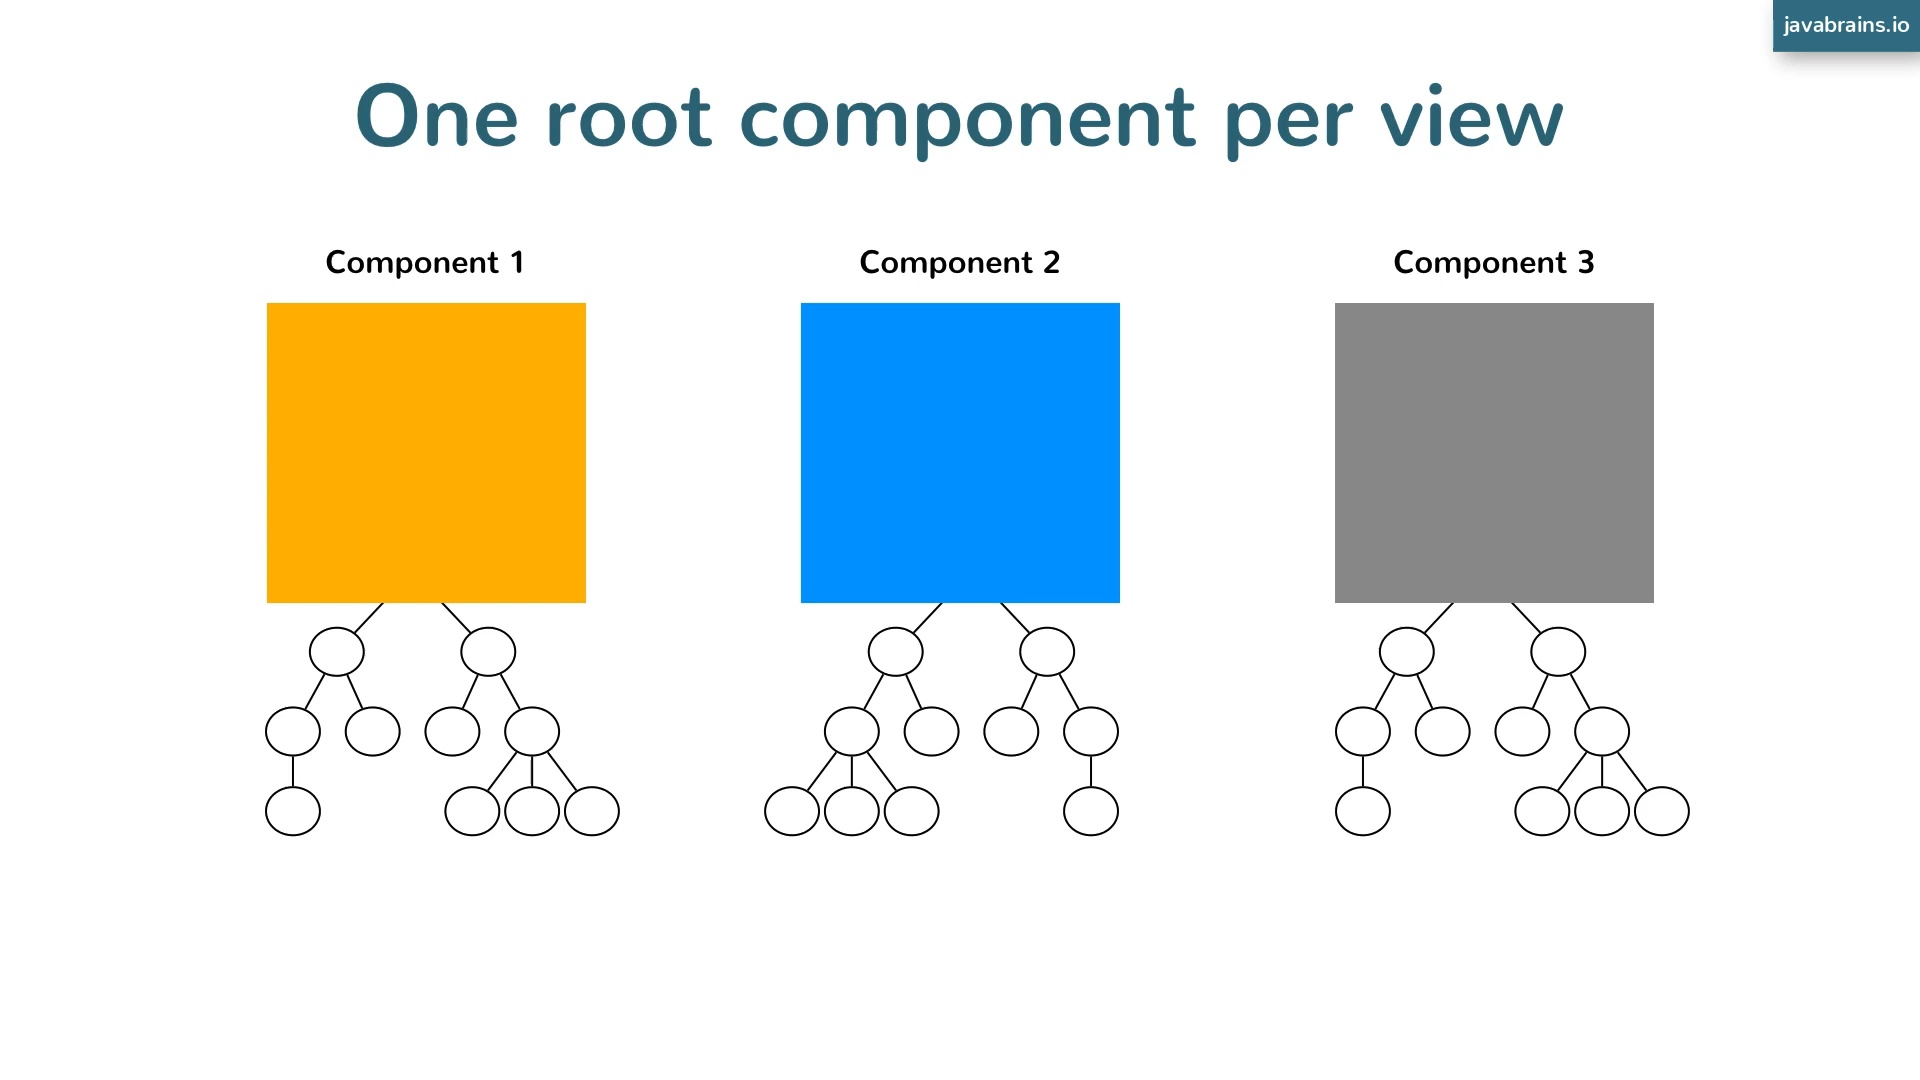 javabrains.io
One root component per view
Component 1
Component 2
Component 3